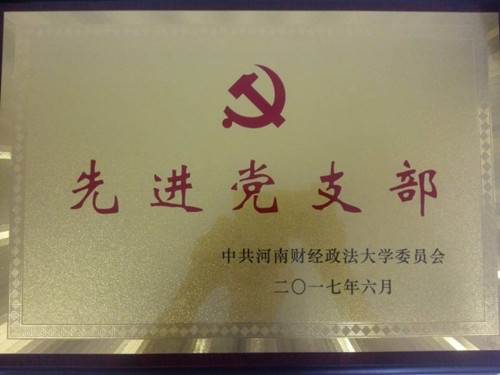 先进党支部
中共河南财经政法大学委员会
二〇一七年六月